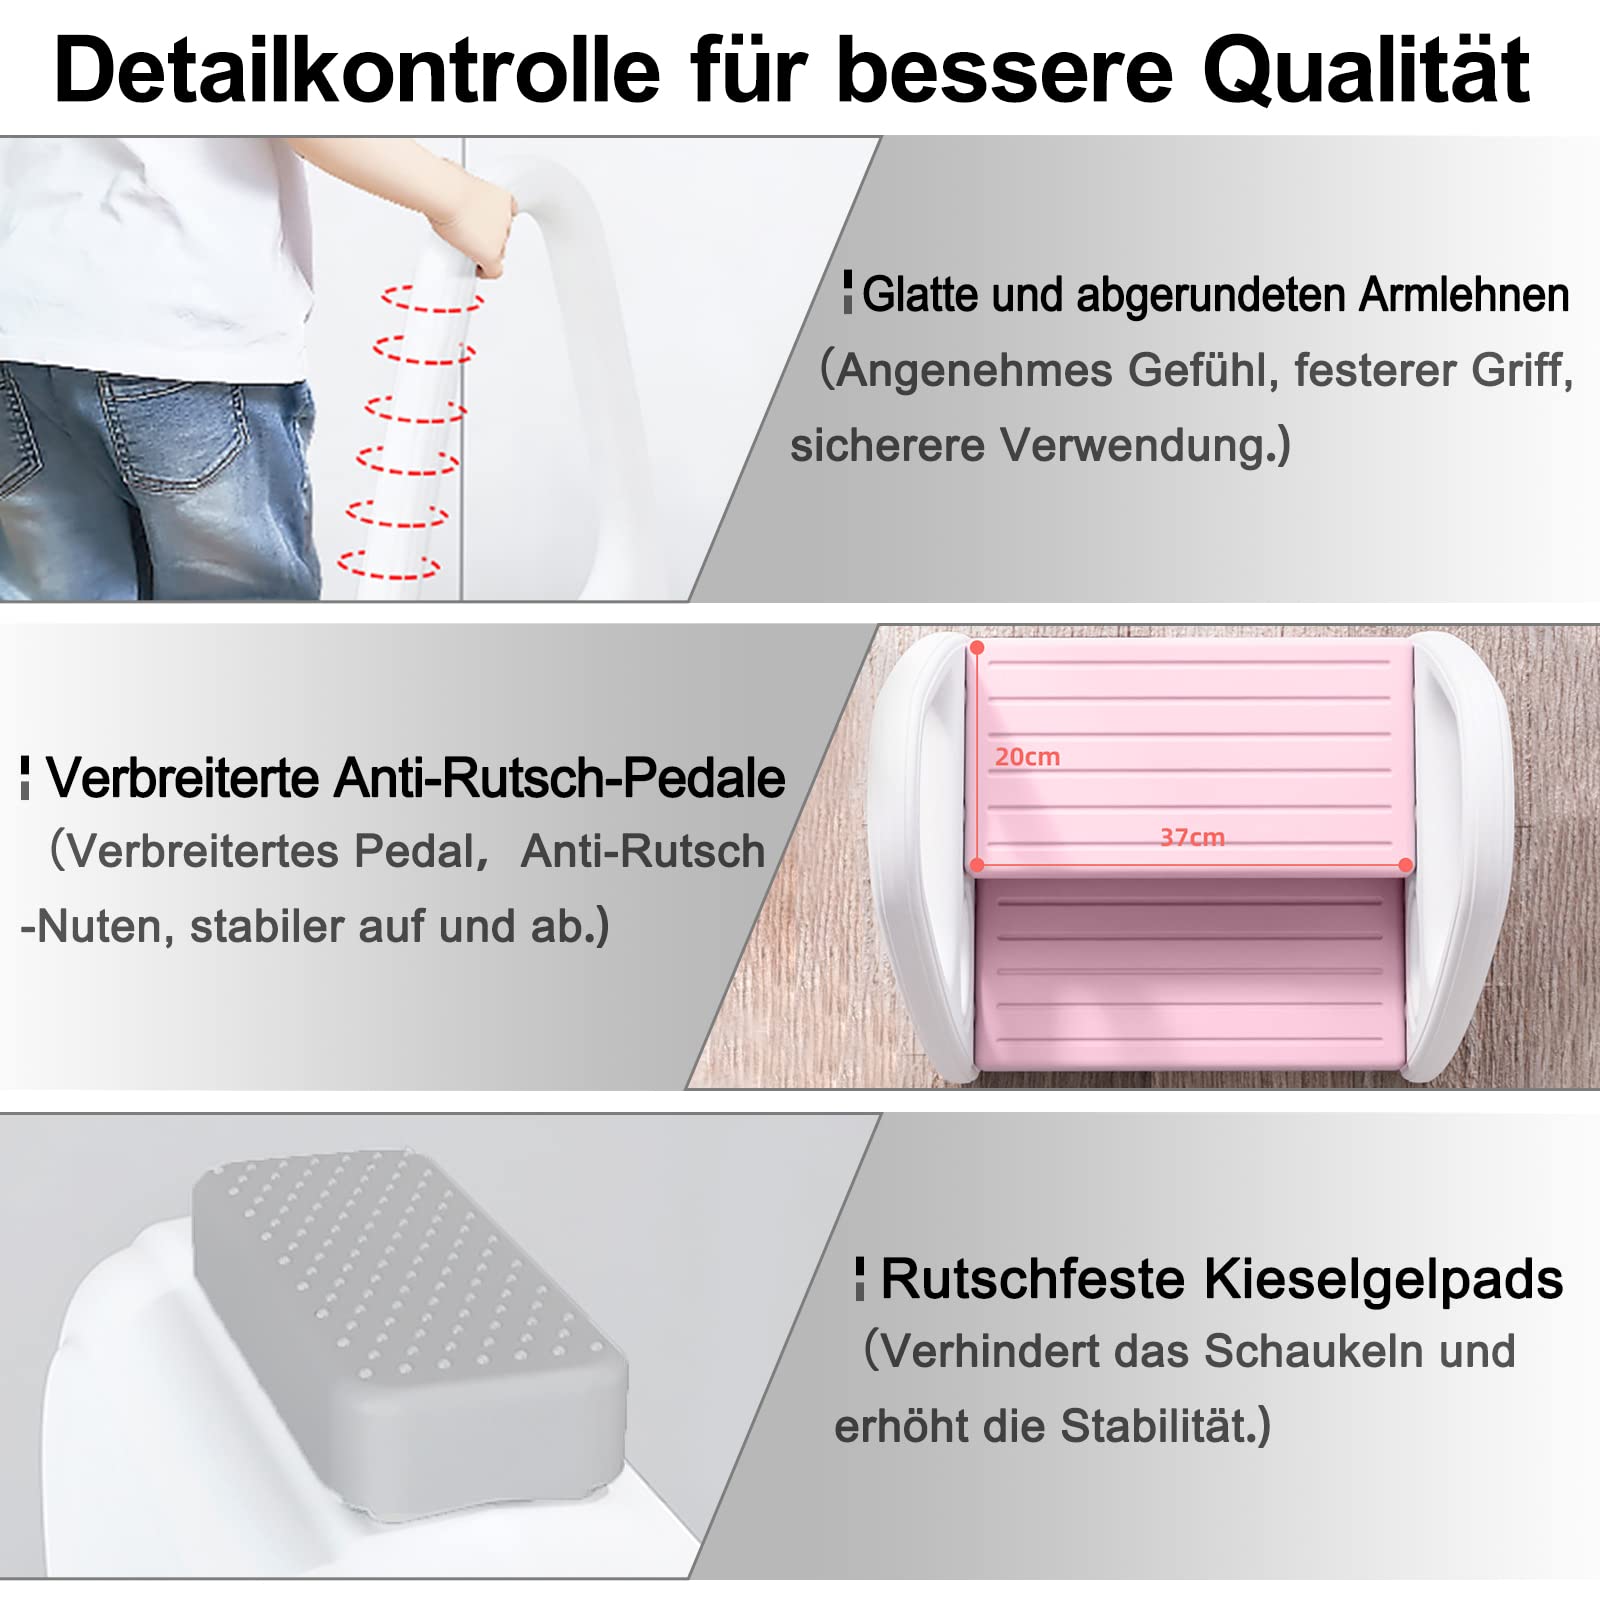 Detailkontrolle für bessere Qualität
Glatte und abgerundeten Armlehnen
(Angenehmes Gefühl, festerer Griff,
sicherere Verwendung.)
20cm
37cm
Verbreiterte Anti-Rutsch-Pedale
(Verbreitertes Pedal, Anti-Rutsch
-Nuten, stabiler auf und ab.)
Rutschfeste Kieselgelpads
(Verhindert das Schaukeln und
erhöht die Stabilität.)